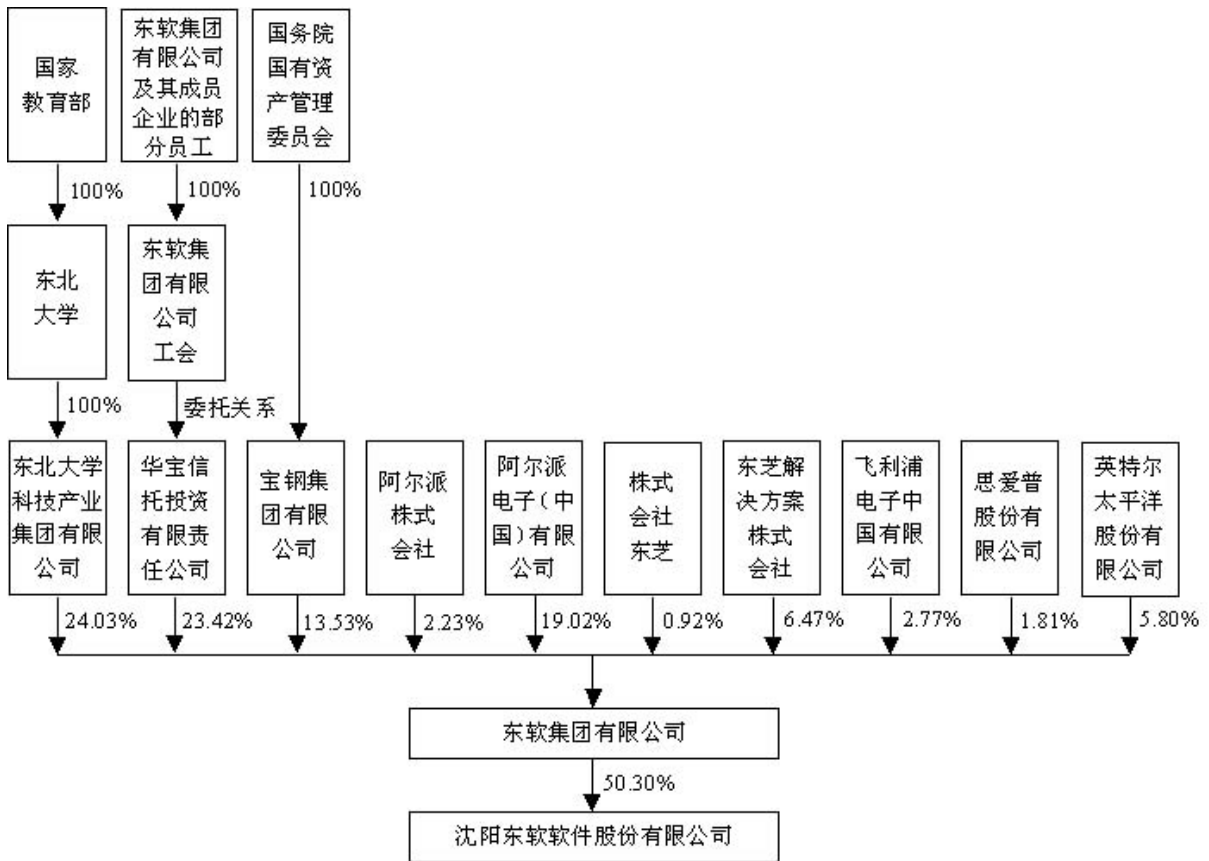 国家
教育部
东软集团
有限公司
及其成员
企业的部
分员工
国务院
国有资
产管理
委员会
100%
100%
100%
东北
大学
东软集
团有限
公司
工会
100%
委托关系
东北大学
科技产业
集团有限
公司
华宝信
托投资
有限责
任公司
宝钢集
团有限
公司
阿尔派
株式
会社
阿尔派
电子(中
国)有限
公司
株式
会社
东芝
东芝解
决方案
株式
会社
飞利浦
电子中
国有限
公司
思爱普
股份有
限公司
英特尔
太平洋
股份有
限公司
24.03%
23.42%
13.53%
2.23%
19.02%
0.92%
6.47%
2.77%
1.81%
5.80%
东软集团有限公司
50.30%
沈阳东软软件股份有限公司